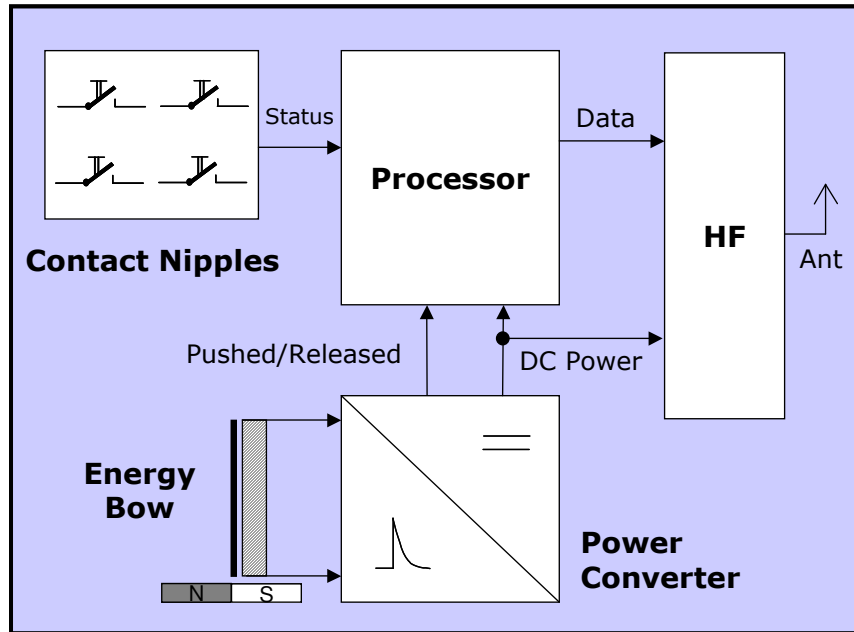 Status
Data
Processor
HF
Contact Nipples
Ant
Pushed/Released
DC Power
Energy
Bow
Power
Converter
N
S